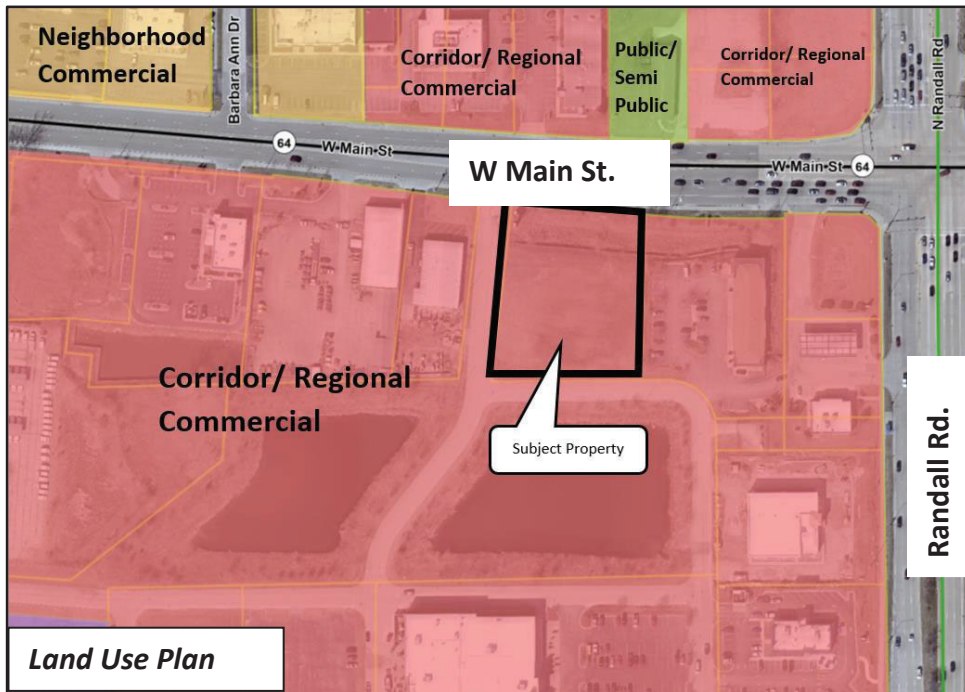 Neighborhood
Commercial
Barbara Ann Dr
Corridor/ Regional
Commercial
Public/
Semi
Public
Corridor/ Regional
Commercial
N Randall Rd
64
W Main St
W Main St.
W Main St
64
Corridor/ Regional
Commercial
Subject Property
Randall Rd.
Land Use Plan